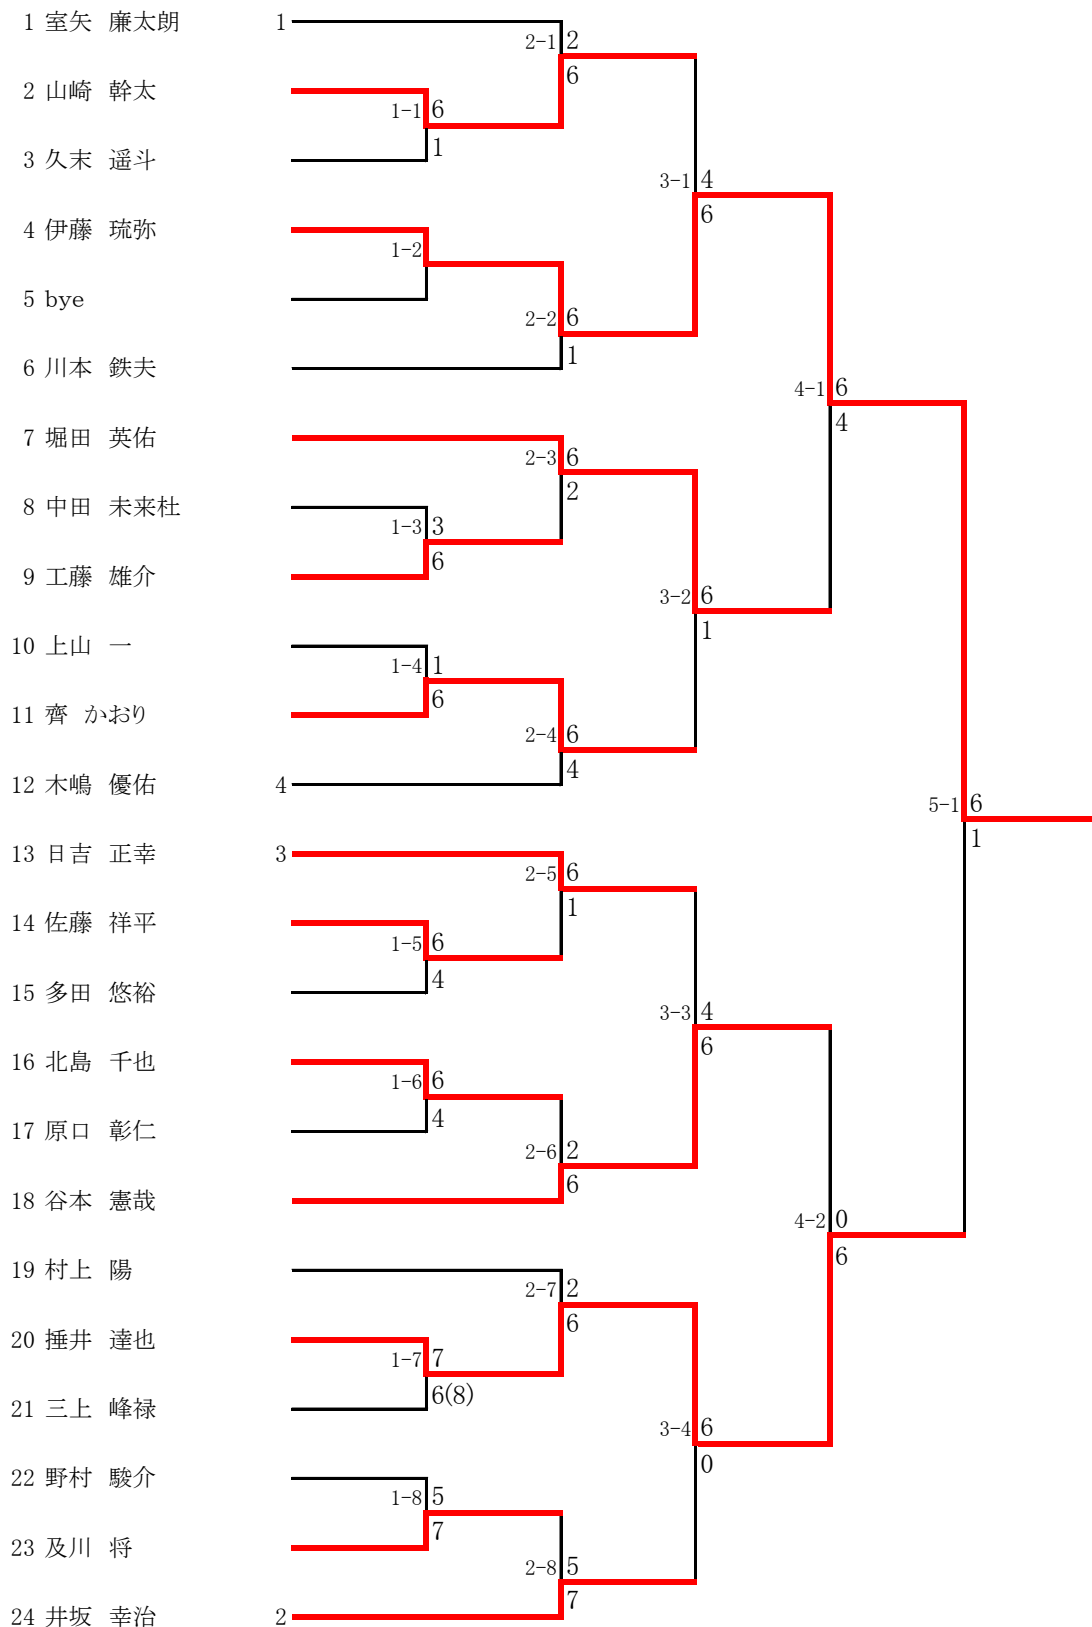 1 室矢 廉太朗 1
2-1 2
6
2 山崎 幹太
1-1 6
1
3 久末 遥斗
3-1 4
6
4 伊藤 琉弥
1-2
5 bye
2-2 6
1
6 川本 鉄夫
4-1 6
4
7 堀田 英佑
2-3 6
2
8 中田 未来杜
1-3 3
6
9 工藤 雄介
3-2 6
1
10 上山 一
1-4 1
6
11 齊 かおり
2-4 6
4
12 木嶋 優佑 4
5-1 6
1
13 日吉 正幸 3
2-5 6
1
14 佐藤 祥平
1-5 6
4
15 多田 悠裕
3-3 4
6
16 北島 千也
1-6 6
4
17 原口 彰仁
2-6 2
6
18 谷本 憲哉
4-2 0
6
19 村上 陽
2-7 2
6
20 捶井 達也
1-7 7
6(8)
21 三上 峰禄
3-4 6
0
22 野村 駿介
1-8 5
7
23 及川 将
2-8 5
7
24 井坂 幸治 2